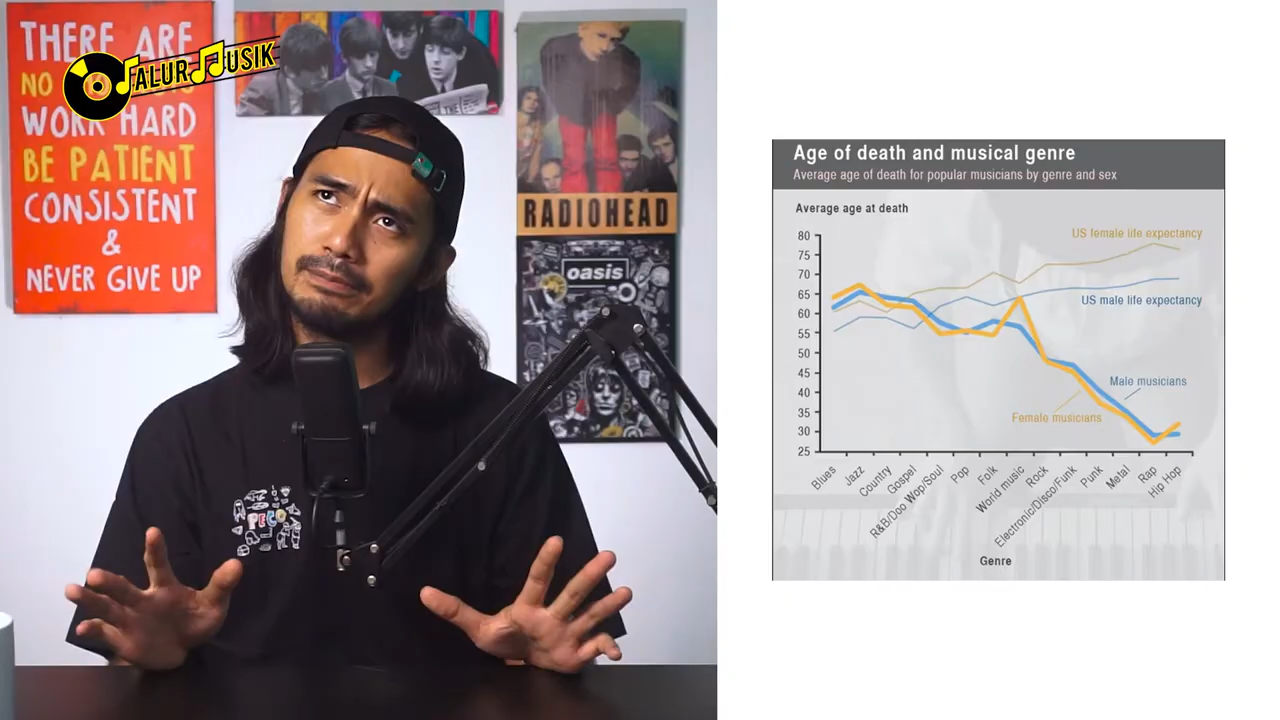 THERE ARE
NO
WORK HARD
BE PATIENT
CONSISTENT
&
NEVER GIVE UP
ALUR MUSIK
THE
RADIOHEAD
oasis
PECO
Age of death and musical genre
Average age of death for popular musicians by genre and sex
Average age at death
80
75
70
65
60
55
50
45
40
35
30
25
US female life expectancy
US male life expectancy
Male musicians
Female musicians
Blues
Jazz
Country
Gospel
R&B/Doo Wop/Soul
Pop
Folk
World music
Rock
Electronic/Disco/Funk
Punk
Metal
Rap
Hip Hop
Genre